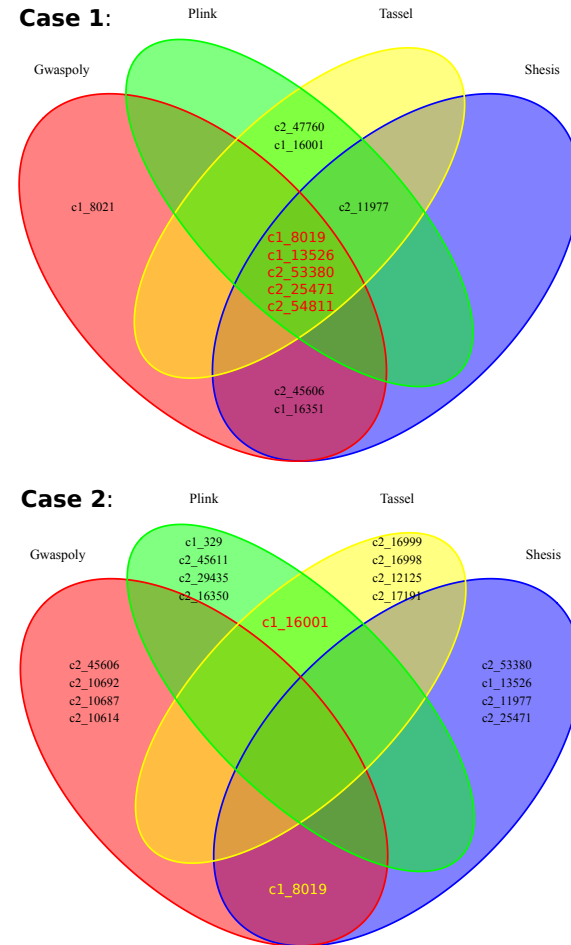 Case 1:
Plink
Tassel
Gwaspoly
Shesis
c2_47760
c1_16001
c1_8021
c2_11977
c1_8019
c1_13526
c2_53380
c2_25471
c2_54811
c2_45606
c1_16351
Case 2:
Plink
Tassel
Gwaspoly
Shesis
c1_329
c2_45611
c2_29435
c2_16350
c2_16999
c2_16998
c2_12125
c2_17191
c1_16001
c2_45606
c2_10692
c2_10687
c2_10614
c2_53380
c1_13526
c2_11977
c2_25471
c1_8019